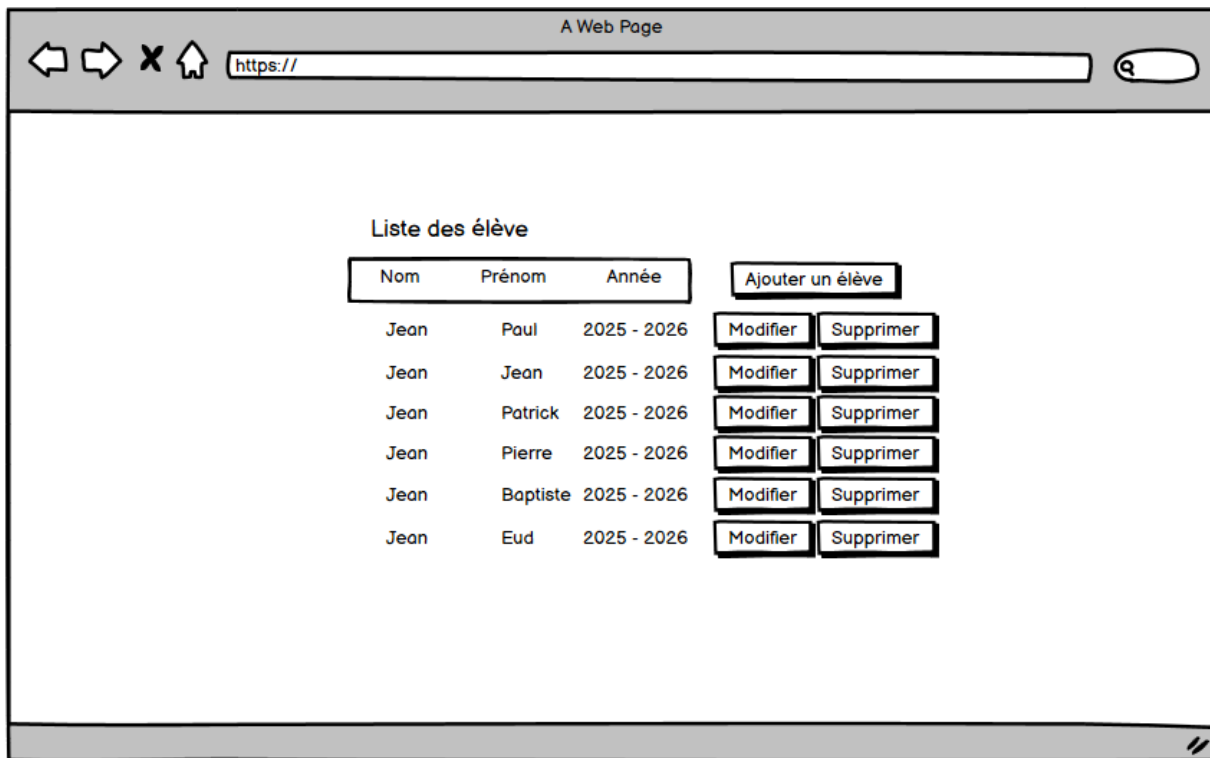 A Web Page
https://
Liste des élève
Nom Prénom Année Ajouter un élève
Jean Paul 2025 - 2026 Modifier Supprimer
Jean Jean 2025 - 2026 Modifier Supprimer
Jean Patrick 2025 - 2026 Modifier Supprimer
Jean Pierre 2025 - 2026 Modifier Supprimer
Jean Baptiste 2025 - 2026 Modifier Supprimer
Jean Eud 2025 - 2026 Modifier Supprimer